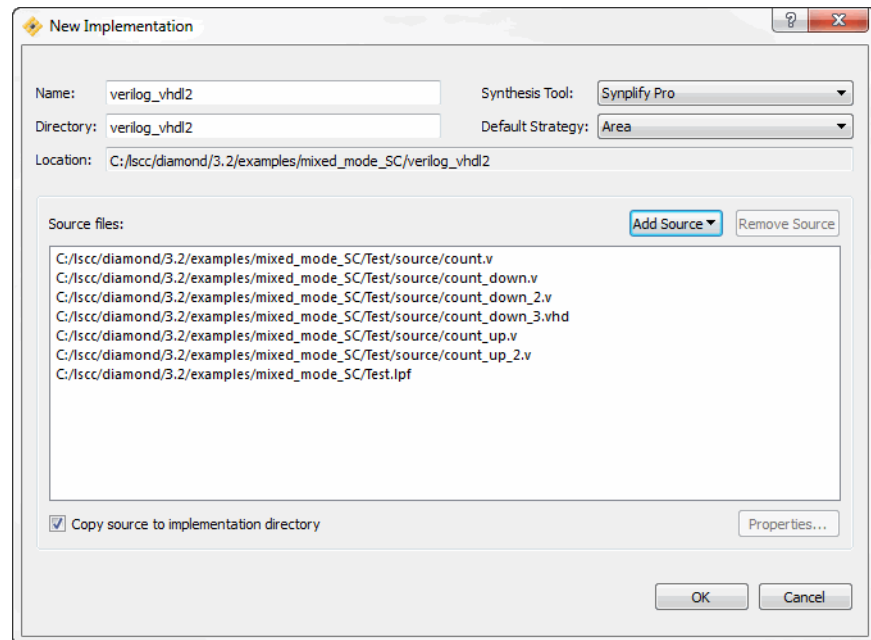 New Implementation
Name: verilog_vhdl2 Synthesis Tool: Synplify Pro
Directory: verilog_vhdl2 Default Strategy: Area
Location: C:/lscc/diamond/3.2/examples/mixed_mode_SC/verilog_vhdl2
Source files: Add Source Remove Source
C:/lscc/diamond/3.2/examples/mixed_mode_SC/Test/source/count.v
C:/lscc/diamond/3.2/examples/mixed_mode_SC/Test/source/count_down.v
C:/lscc/diamond/3.2/examples/mixed_mode_SC/Test/source/count_down_2.v
C:/lscc/diamond/3.2/examples/mixed_mode_SC/Test/source/count_down_3.vhd
C:/lscc/diamond/3.2/examples/mixed_mode_SC/Test/source/count_up.v
C:/lscc/diamond/3.2/examples/mixed_mode_SC/Test/source/count_up_2.v
C:/lscc/diamond/3.2/examples/mixed_mode_SC/Test.lpf
Copy source to implementation directory Properties...
OK Cancel